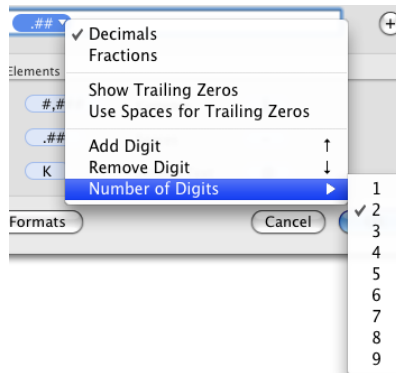 .##
Decimals
Fractions
Elements
Show Trailing Zeros
#,#
Use Spaces for Trailing Zeros
.##
Add Digit ↑
Remove Digit ↓
K
Number of Digits
1
Formats
Cancel
2
3
4
5
6
7
8
9